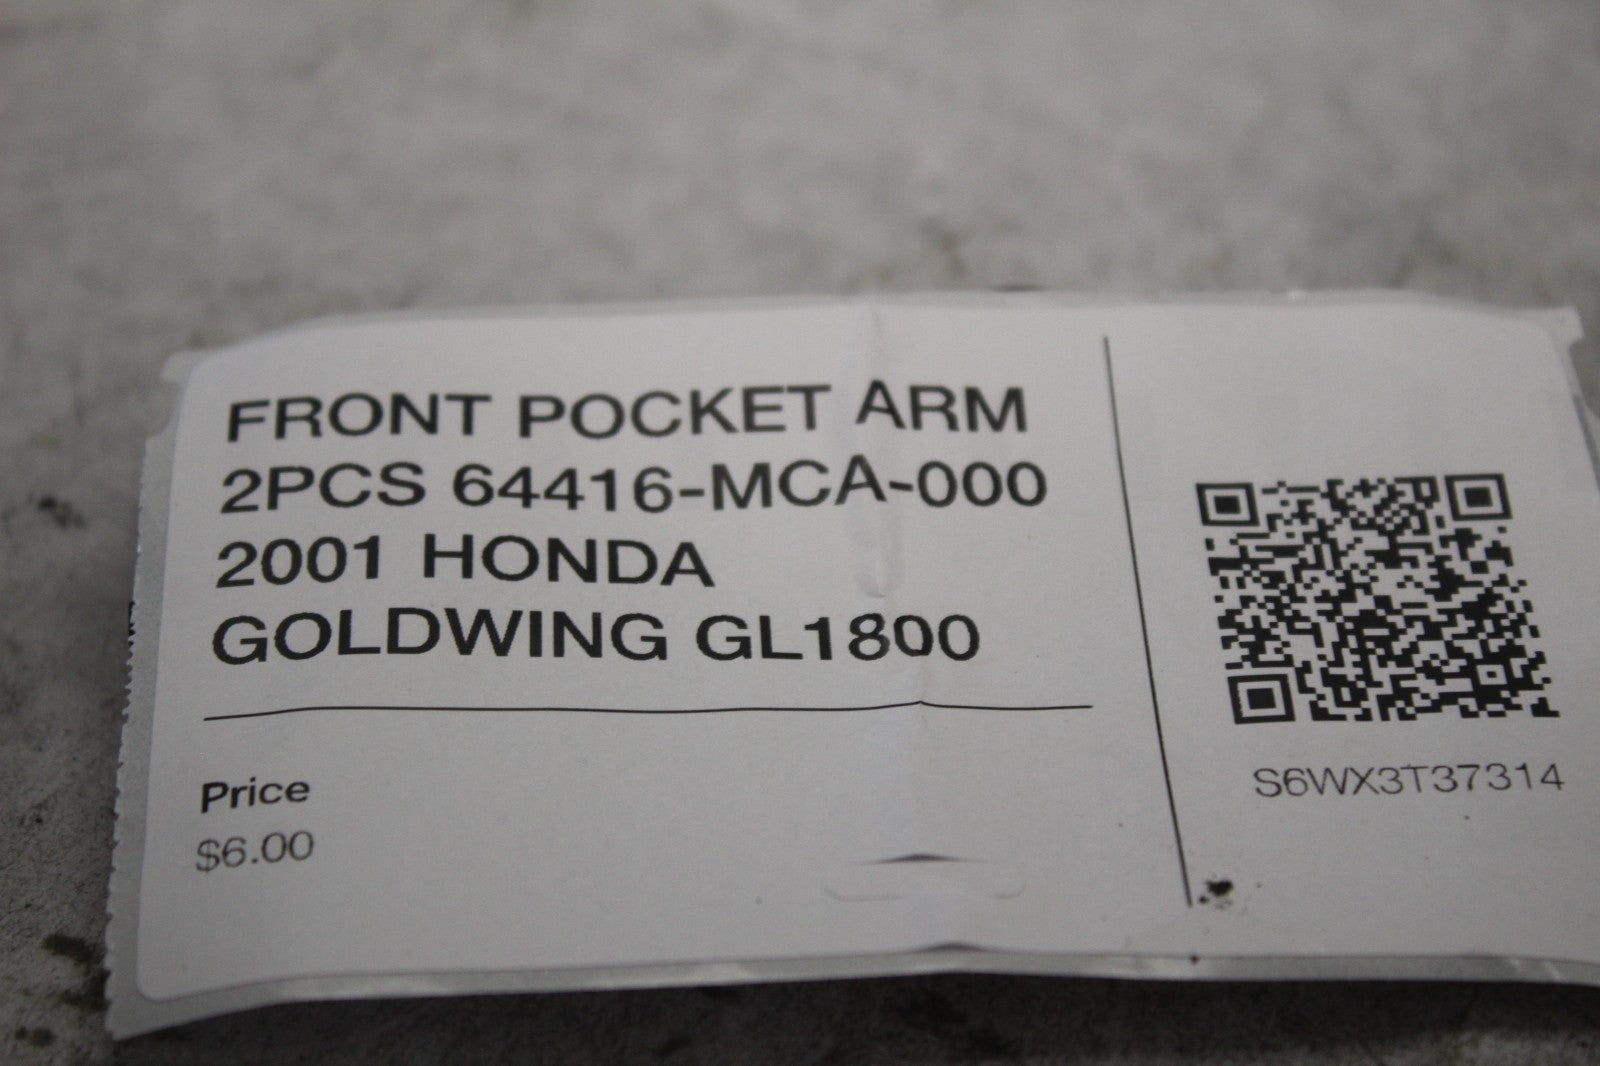 FRONT POCKET ARM
2PCS 64416-MCA-000
2001 HONDA
GOLDWING GL1800
Price
$6.00
S6WX3T37314